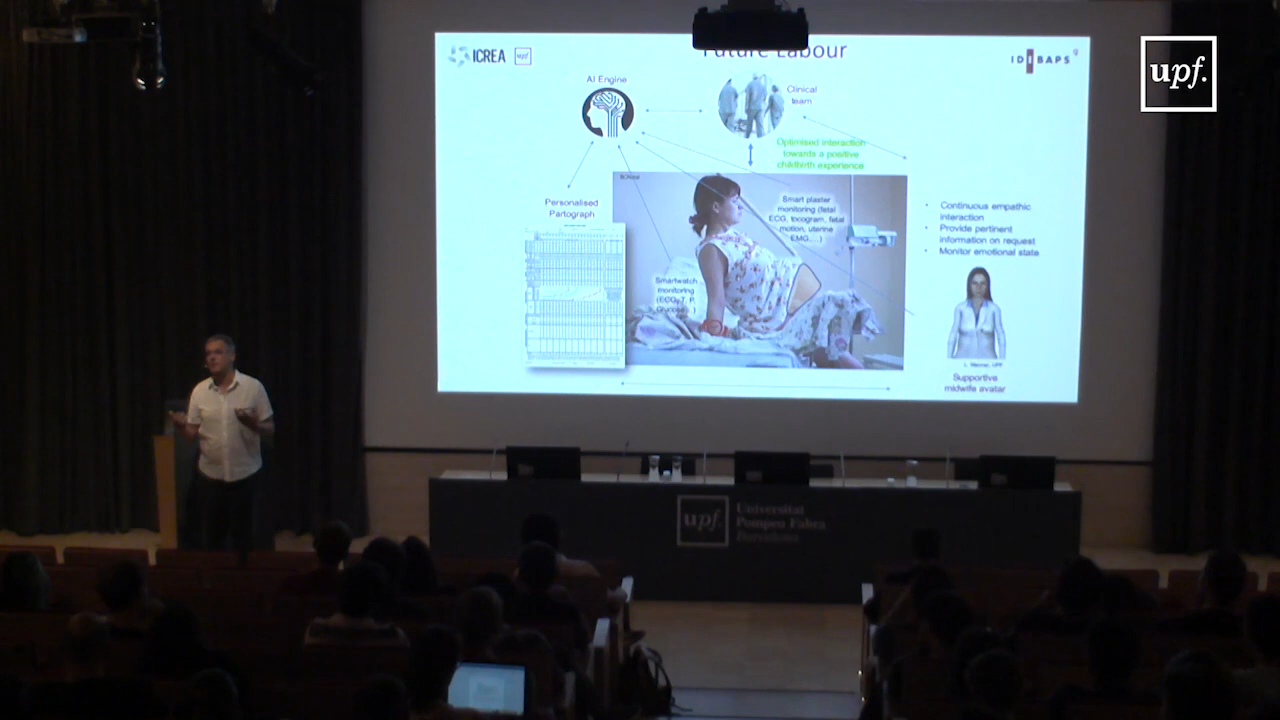 ICREA
upf.
Future Labour
IDIBAPS
upf.
AI Engine
Clinical
team
Optimised interaction
towards a positive
childbirth experience
Personalised
Partograph
Smart plaster
monitoring (fetal
ECG, tocogram, fetal
motion, uterine
EMG,...)
Smartwatch
monitoring
(ECG, T, P,
Glucose...)
• Continuous empathic
interaction
• Provide pertinent
information on request
• Monitor emotional state
Supportive
midwife avatar
upf.
Universitat
Pompeu Fabra
Barcelona